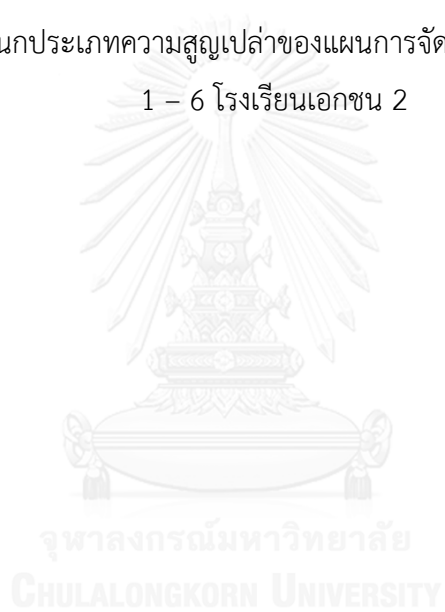 นกประเภทความสูญเปล่าของแผนการจัด
1 – 6 โรงเรียนเอกชน 2
จุฬาลงกรณ์มหาวิทยาลัย
CHULALONGKORN UNIVERSITY